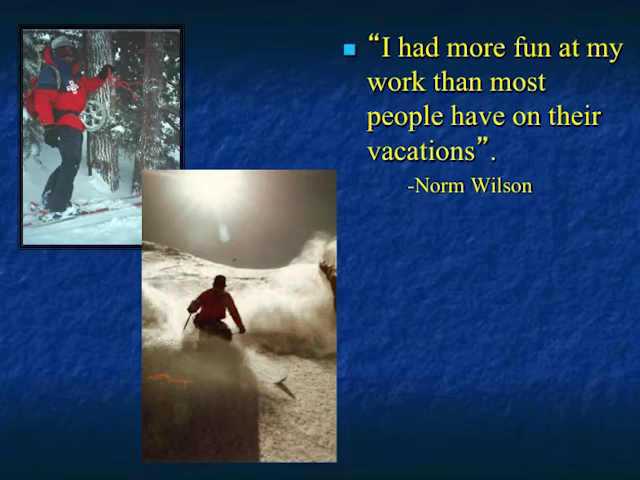 “I had more fun at my
work than most
people have on their
vacations”.
-Norm Wilson